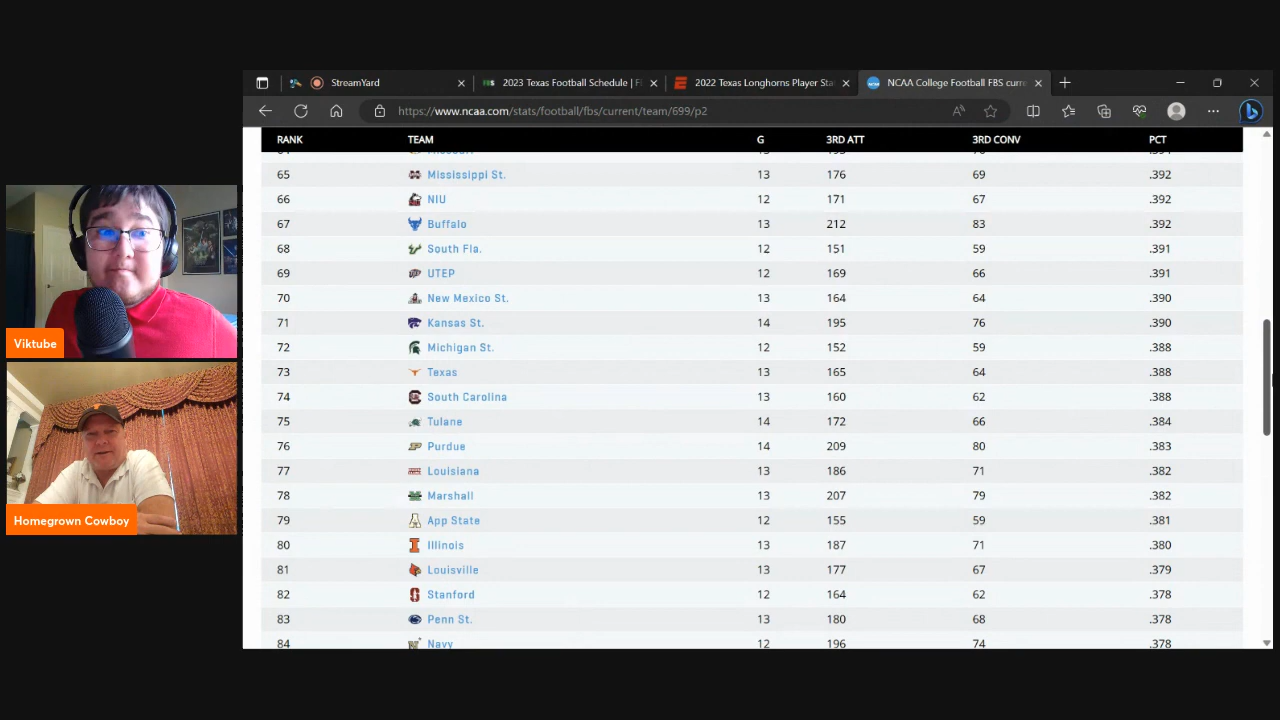 StreamYard
2023 Texas Football Schedule | F
2022 Texas Longhorns Player Sta
NCAA College Football FBS curre
https://www.ncaa.com/stats/football/fbs/current/team/699/p2
RANK TEAM G 3RD ATT 3RD CONV PCT
65 Mississippi St. 13 176 69 .392
66 NIU 12 171 67 .392
67 Buffalo 13 212 83 .392
68 South Fla. 12 151 59 .391
69 UTEP 12 169 66 .391
70 New Mexico St. 13 164 64 .390
71 Kansas St. 14 195 76 .390
72 Michigan St. 12 152 59 .388
73 Texas 13 165 64 .388
74 South Carolina 13 160 62 .388
75 Tulane 14 172 66 .384
76 Purdue 14 209 80 .383
77 Louisiana 13 186 71 .382
78 Marshall 13 207 79 .382
79 App State 12 155 59 .381
80 Illinois 13 187 71 .380
81 Louisville 13 177 67 .379
82 Stanford 12 164 62 .378
83 Penn St. 13 180 68 .378
84 Navy 12 196 74 .378
Viktube
Homegrown Cowboy